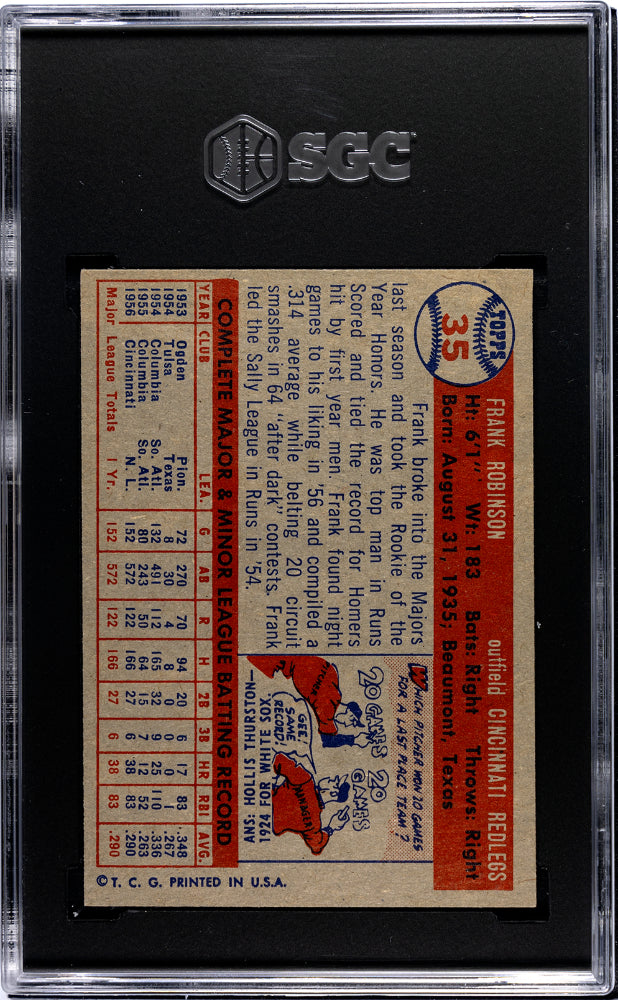 SGC
TOPPS
35
FRANK ROBINSON outfield CINCINNATI REDLEGS
Ht: 6'1" Wt: 183 Bats: Right Throws: Right
Born: August 31, 1935; Beaumont, Texas
Frank broke into the Majors
last season and took the Rookie of the
Year Honors. He was top man in Runs
Scored and tied the record for Homers
hit by first year men. Frank found night
games to his liking in '56 and compiled a
.314 average while belting 20 circuit
smashes in 64 "after dark' contests. Frank
led the Sally League in Runs in '54.
WHICH PITCHER WON 20 GAMES
FOR A LAST PLACE TEAM?
20 GAMES
20 GAMES
PITCHER
MANAGER
GEE!
SAME
RECORD!
ANS: HOLLIS THURSTON—
1924 FOR WHITE SOX.
COMPLETE MAJOR & MINOR LEAGUE BATTING RECORD
YEAR CLUB LEA. G AB R H 2B 3B HR RBI AVG.
1953 Ogden Pion. 72 270 70 94 20 6 17 83 .348
1954 Tulsa Texas 8 30 4 8 0 0 0 1 .267
1954 Columbia So. Atl. 132 491 112 165 32 9 25 110 .336
1955 Columbia So. Atl. 80 243 50 64 15 7 12 52 .263
1956 Cincinnati N. L. 152 572 122 166 27 6 38 83 .290
Major League Totals 1 Yr. 152 572 122 166 27 6 38 83 .290
© T. C. G. PRINTED IN U.S.A.